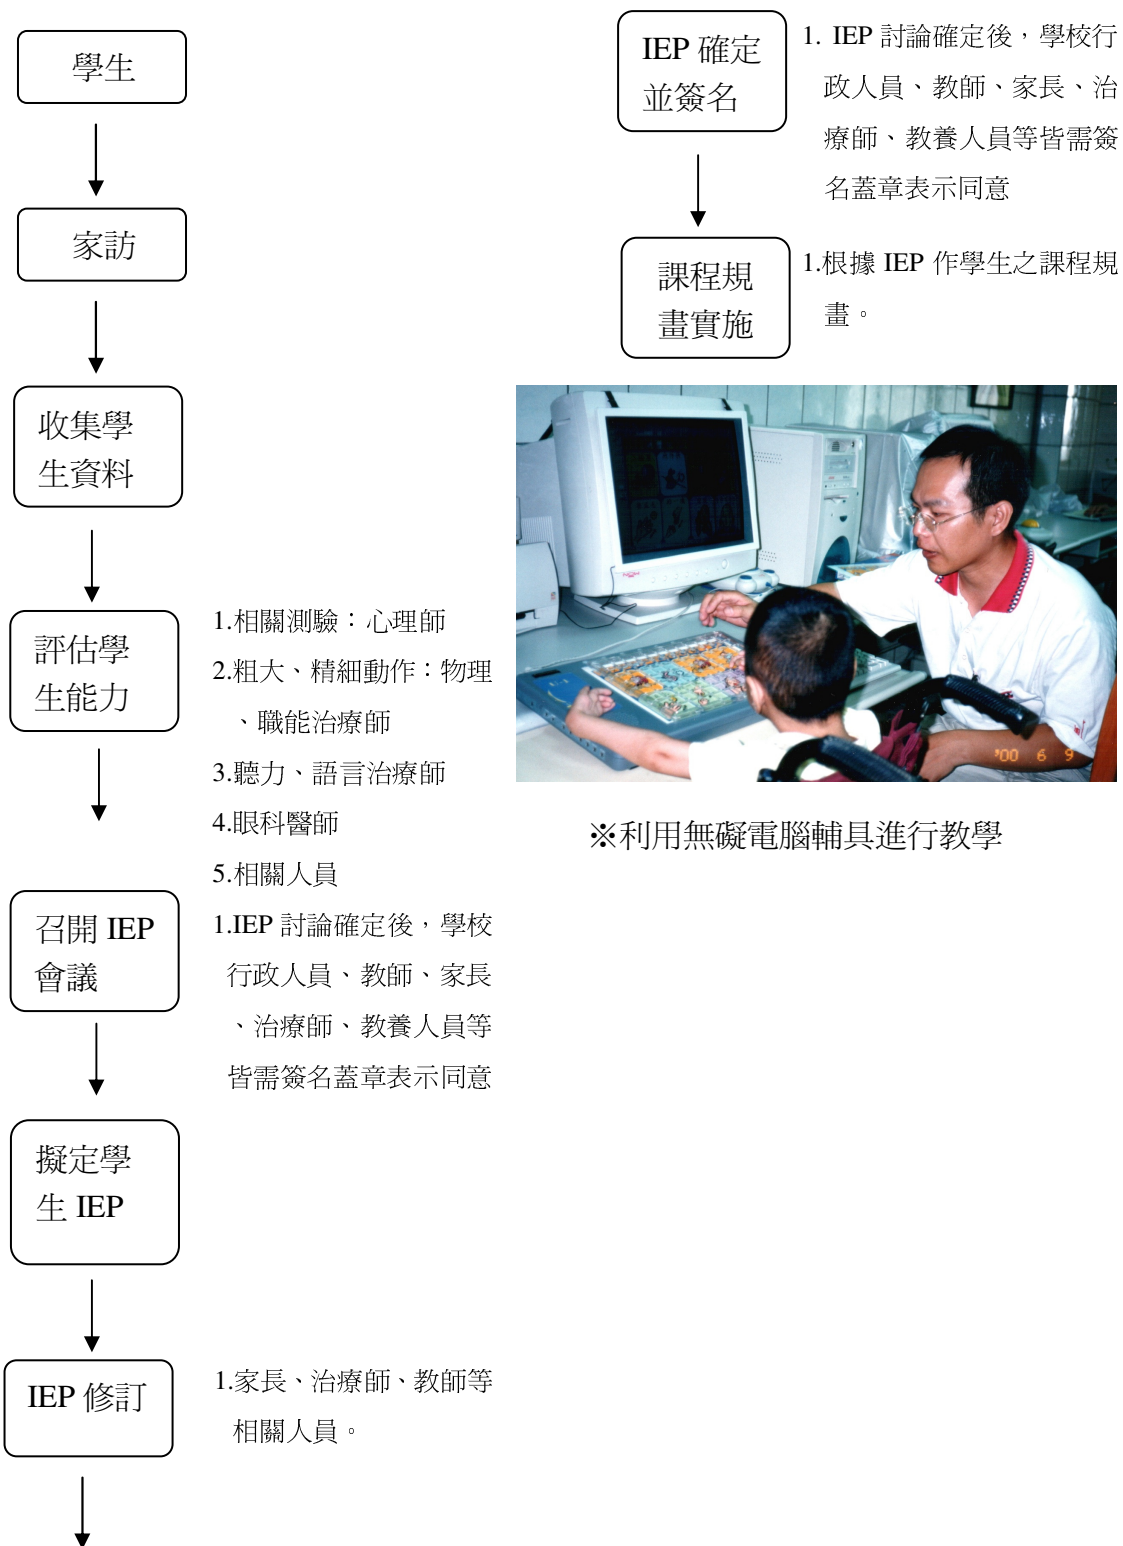 學生
家訪
收集學
生資料
評估學
生能力
1.相關測驗：心理師
2.粗大、精細動作：物理
、職能治療師
3.聽力、語言治療師
4.眼科醫師
5.相關人員
召開 IEP
會議
1.IEP 討論確定後，學校
行政人員、教師、家長
、治療師、教養人員等
皆需簽名蓋章表示同意
擬定學
生 IEP
IEP 修訂
1.家長、治療師、教師等
相關人員。
IEP 確定
並簽名
1. IEP 討論確定後，學校行
政人員、教師、家長、治
療師、教養人員等皆需簽
名蓋章表示同意
課程規
畫實施
1.根據 IEP 作學生之課程規
畫。
'00 6 9
※利用無礙電腦輔具進行教學